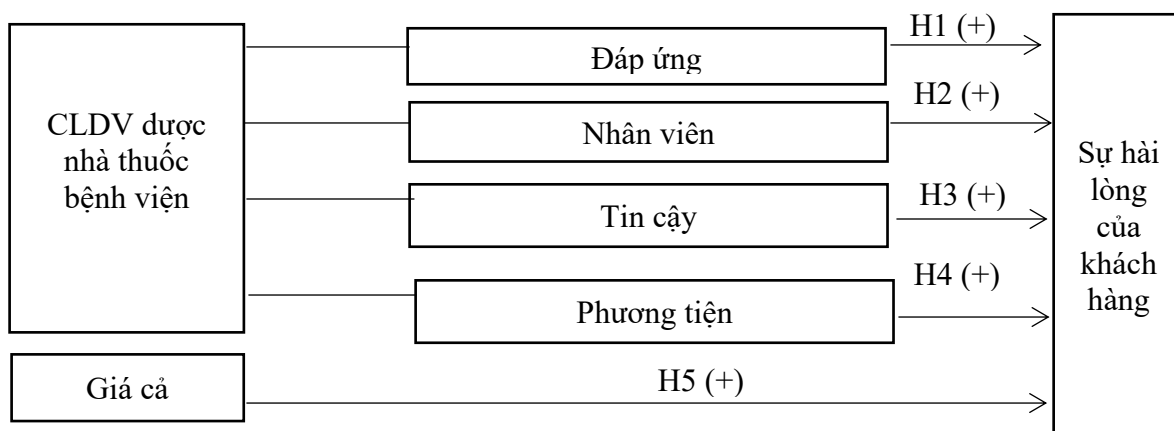 CLDV dược
nhà thuốc
bệnh viện
Đáp ứng
H1 (+)
Nhân viên
H2 (+)
Tin cậy
H3 (+)
Phương tiện
H4 (+)
Giá cả
H5 (+)
Sự hài
lòng
của
khách
hàng